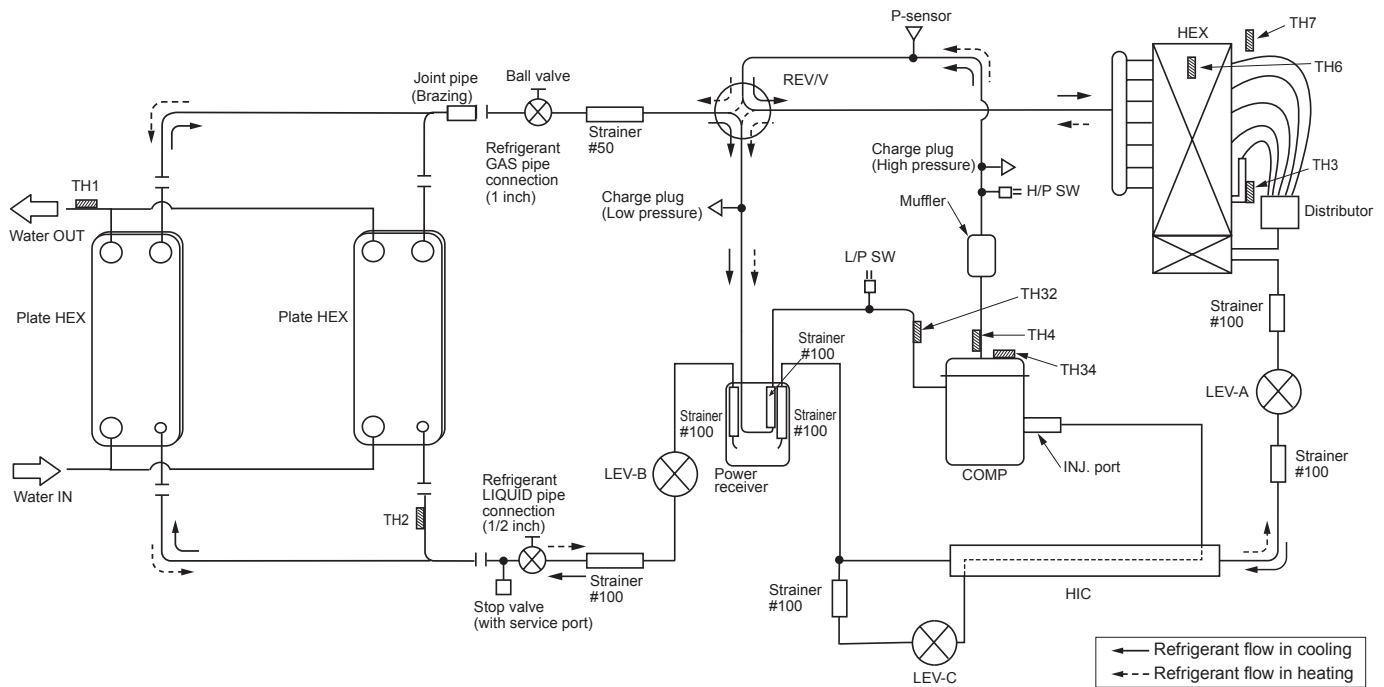 P-sensor
HEX
TH7
TH6
REV/V
Joint pipe
(Brazing)
Ball valve
Strainer
#50
Refrigerant
GAS pipe
connection
(1 inch)
Charge plug
(High pressure)
TH3
H/P SW
Distributor
TH1
Water OUT
Charge plug
(Low pressure)
Muffler
L/P SW
TH32
TH4
TH34
Plate HEX
Plate HEX
Strainer
#100
Strainer
#100
LEV-A
Strainer
#100
Strainer
#100
LEV-B
Power
receiver
COMP
INJ. port
Strainer
#100
Water IN
Refrigerant
LIQUID pipe
connection
(1/2 inch)
TH2
Strainer
#100
Stop valve
(with service port)
Strainer
#100
HIC
LEV-C
Refrigerant flow in cooling
Refrigerant flow in heating